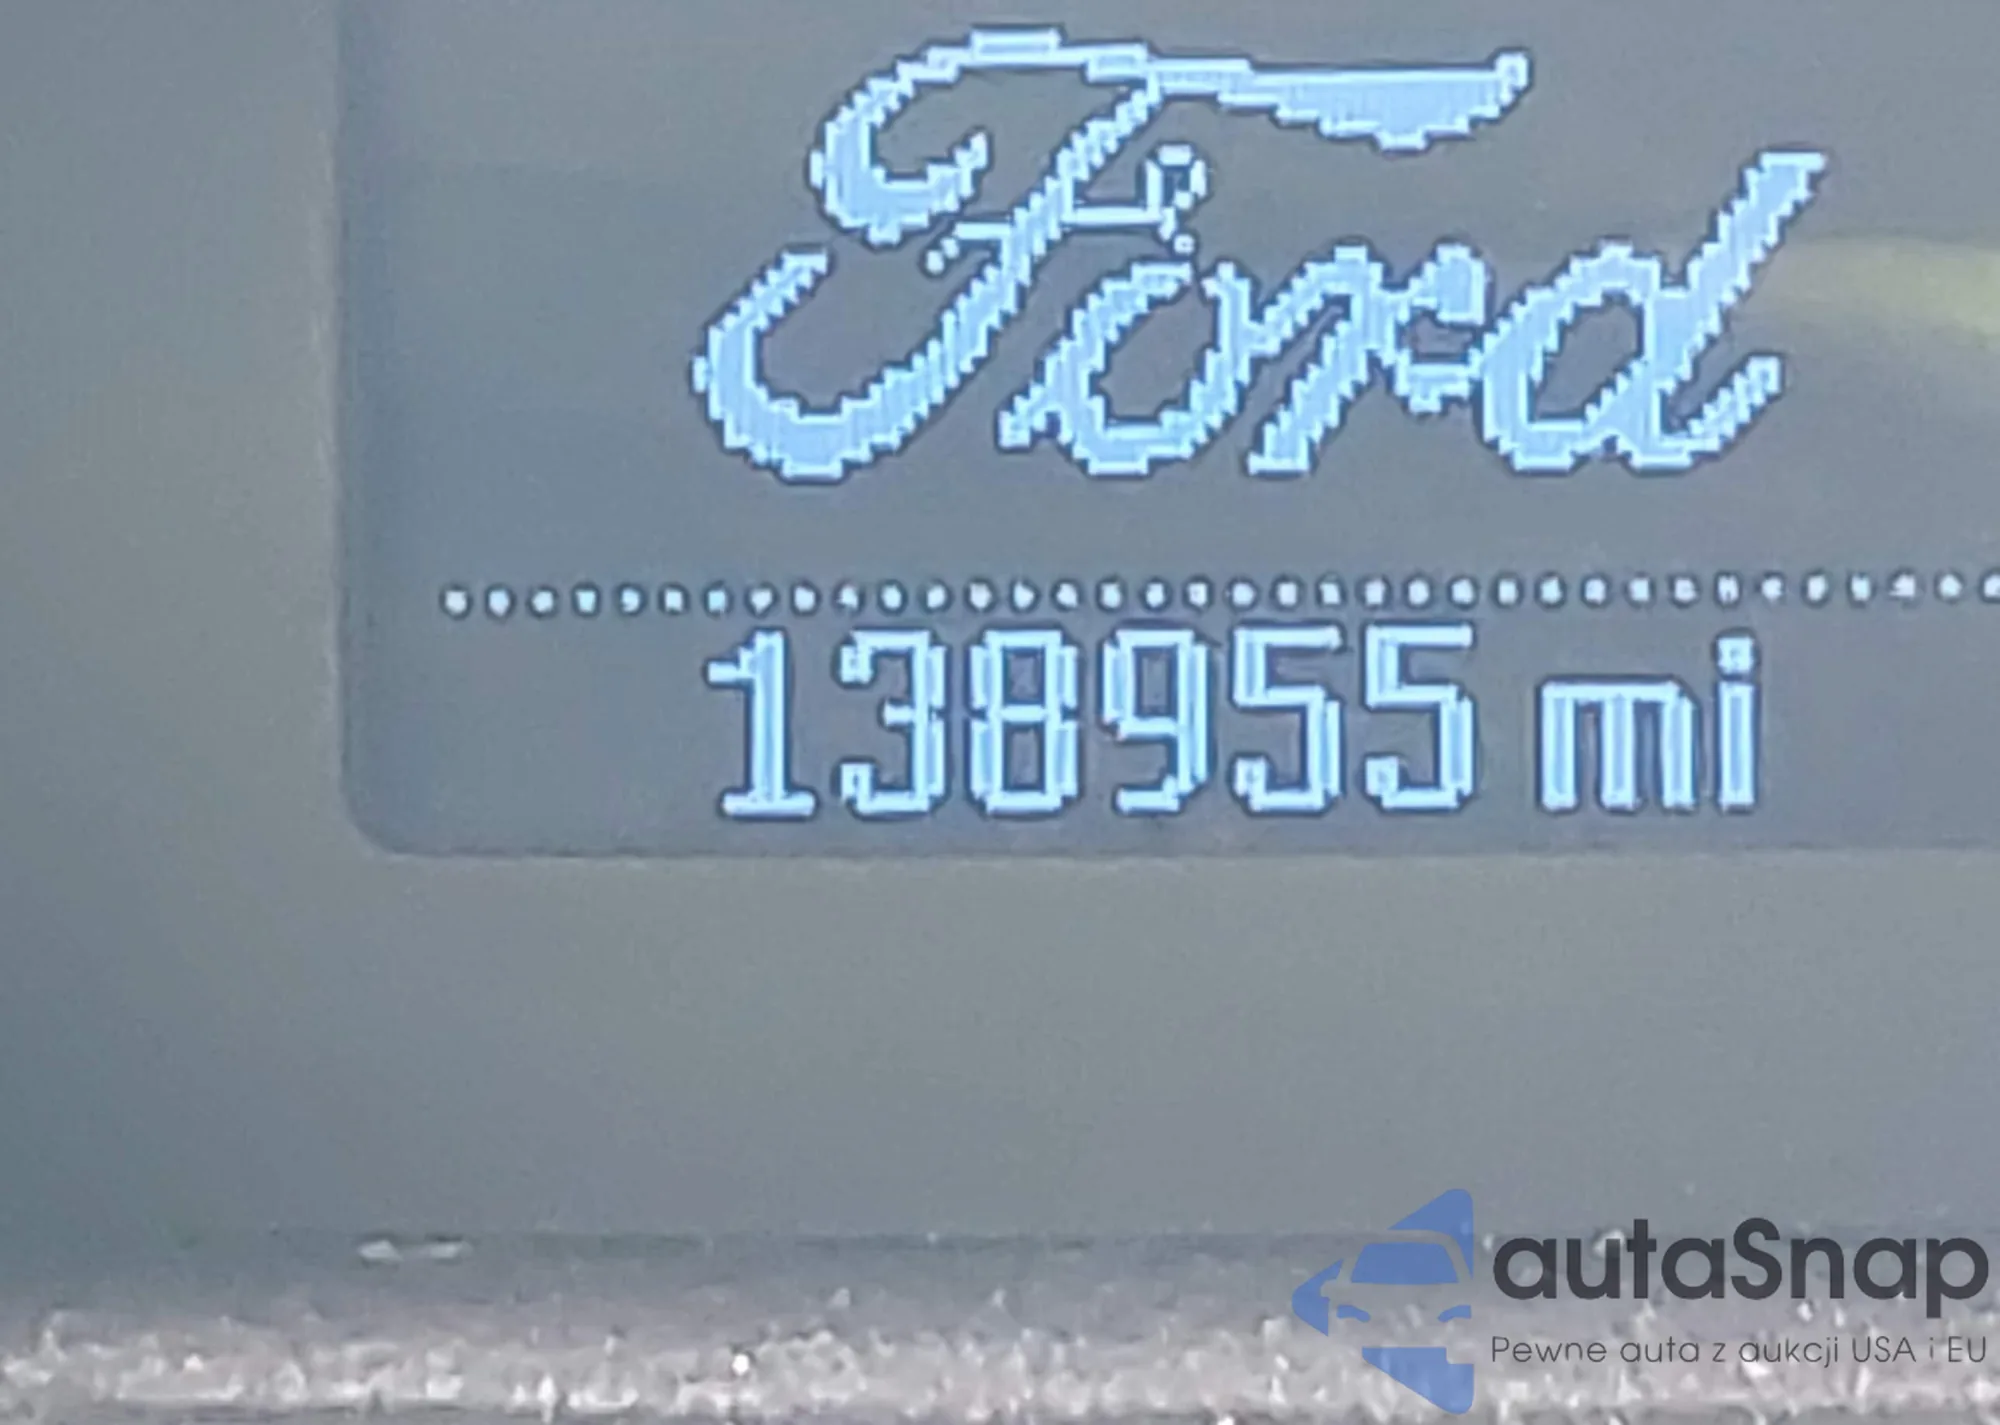 Ford
138955 mi
autaSnap
Pewne auta z aukcji USA i EU